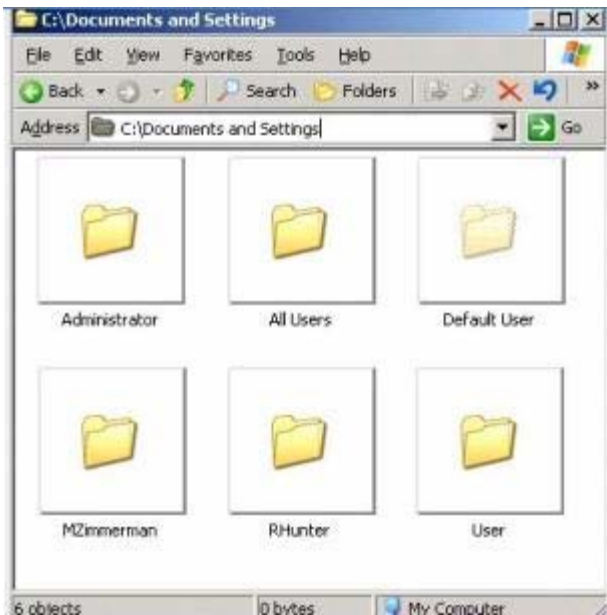 C:\Documents and Settings
File Edit View Favorites Tools Help
Back Search Folders »
Address C:\Documents and Settings Go
Administrator All Users Default User
MZimmerman RHunter User
6 objects 0 bytes My Computer